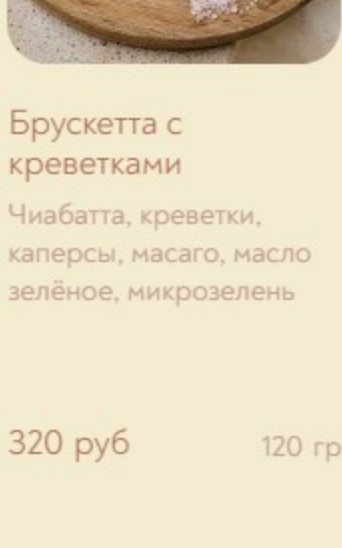 Брускетта с
креветками
Чиабатта, креветки,
каперсы, масаго, масло
зелёное, микрозелень
320 руб
120 гр